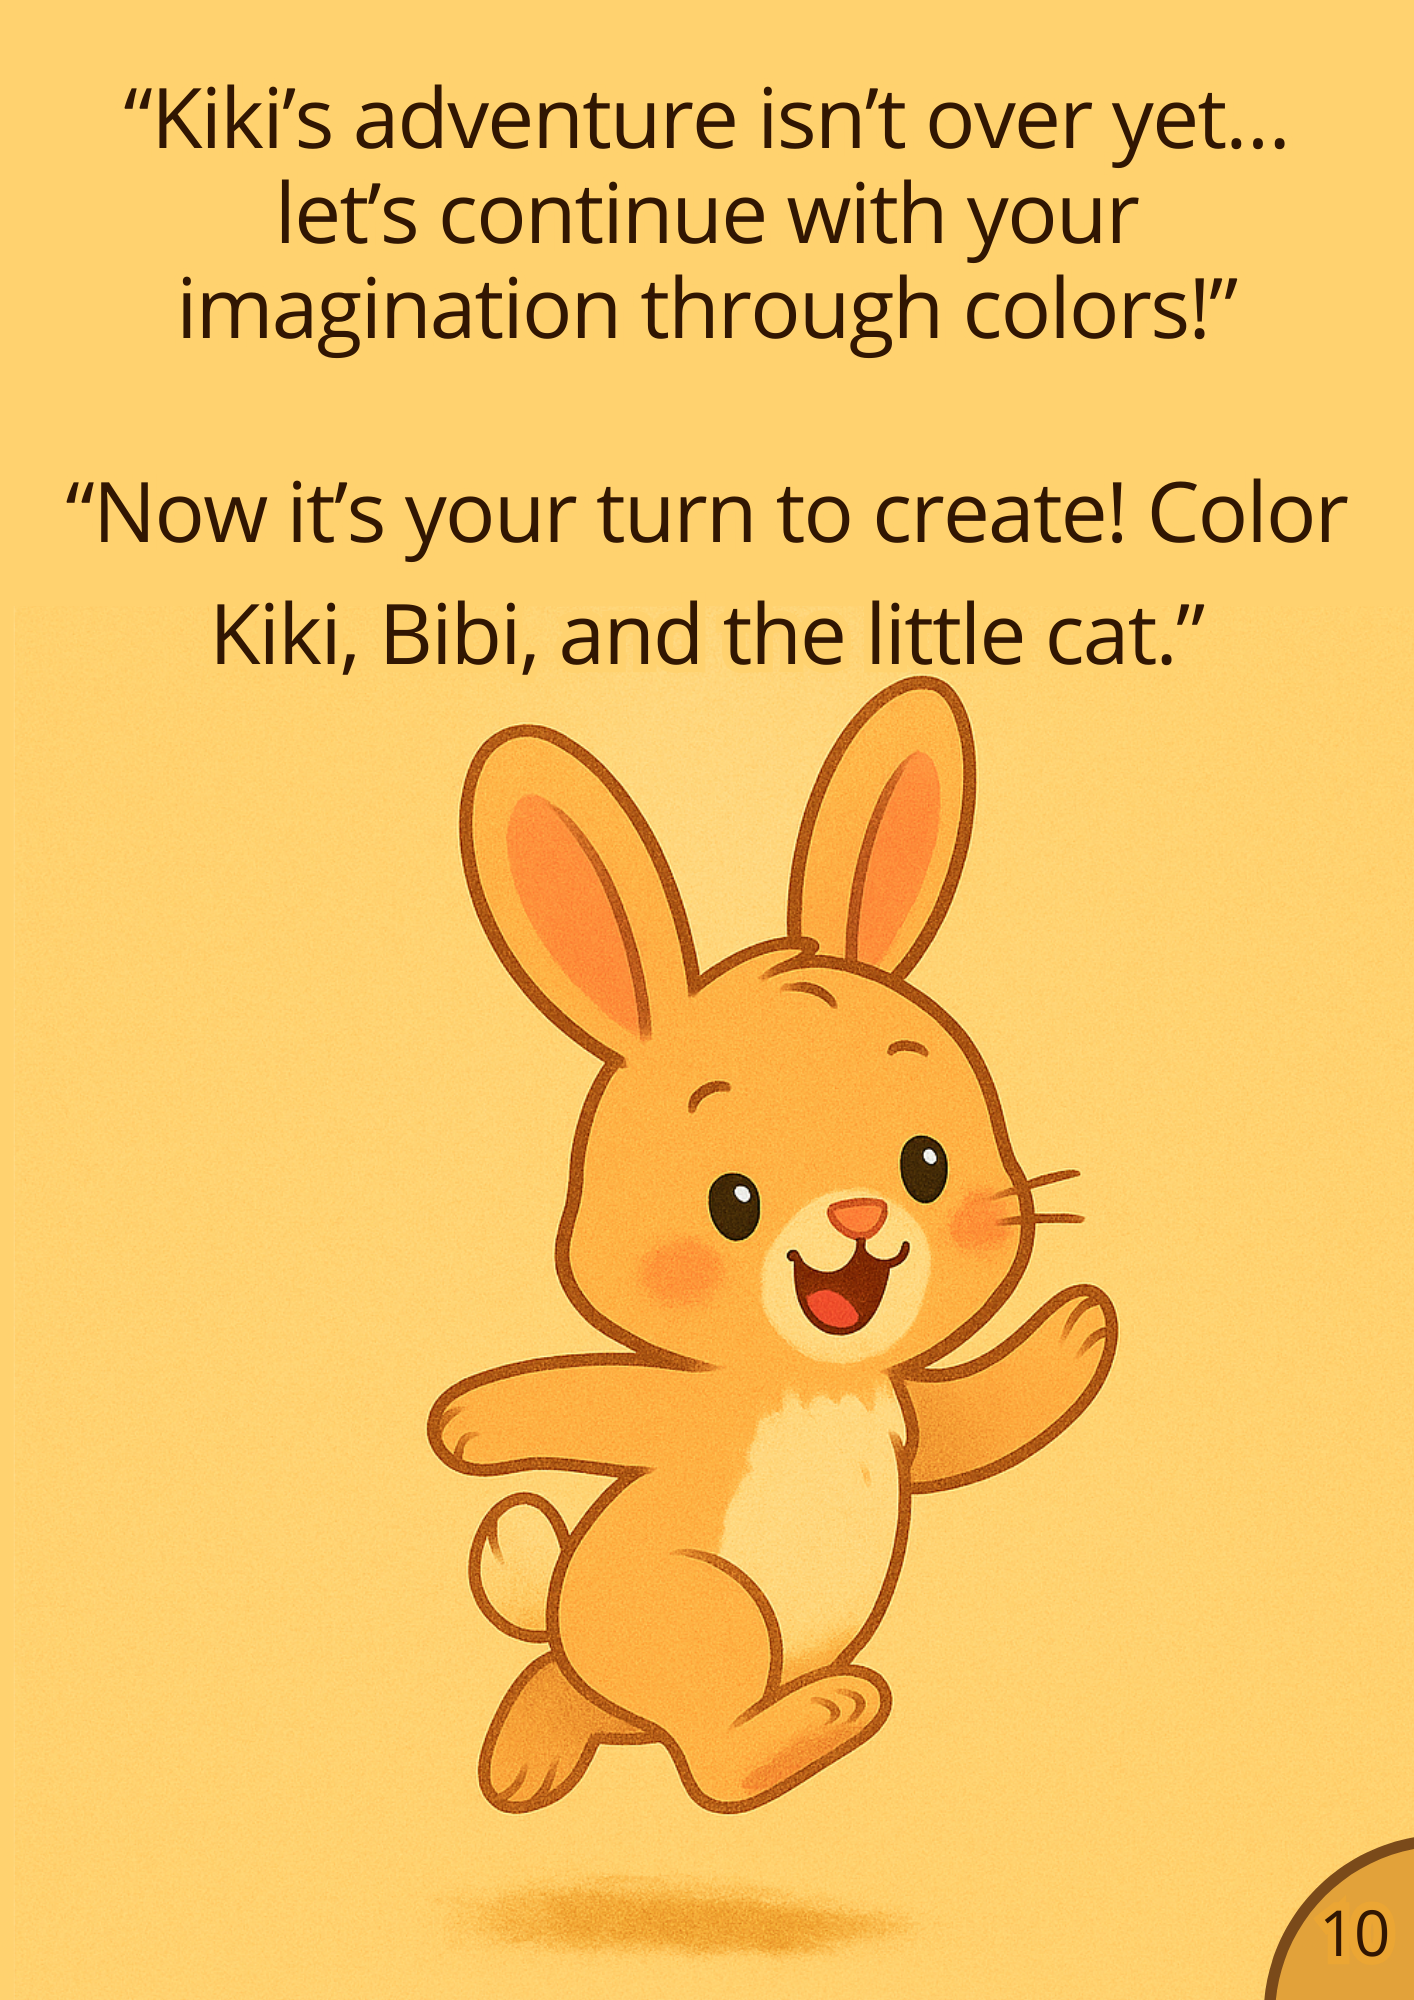 “Kiki’s adventure isn’t over yet...
let’s continue with your
imagination through colors!”
“Now it’s your turn to create! Color
Kiki, Bibi, and the little cat.”
10